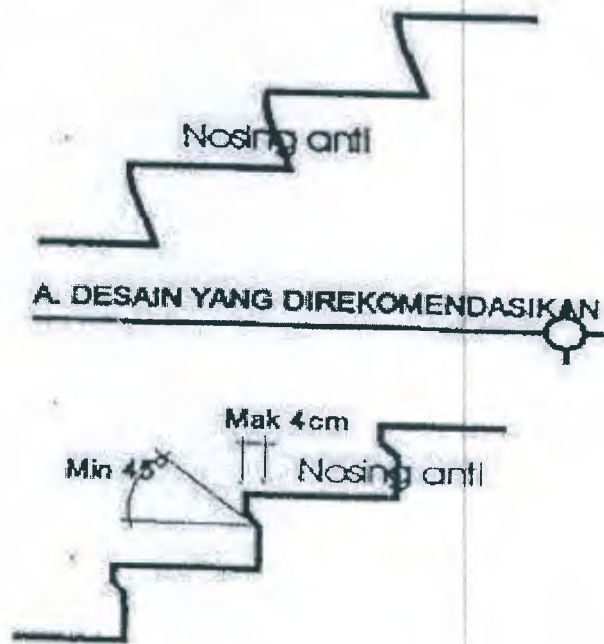 Nosing anti
A. DESAIN YANG DIREKOMENDASIKAN
Mak 4cm
Min 45°
Nosing anti